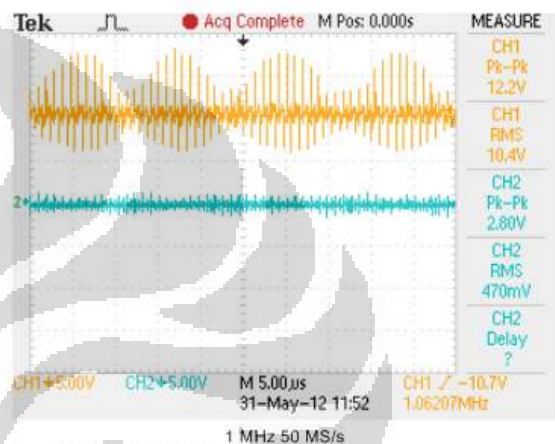 Tek
Acq Complete
M Pos: 0.000s
MEASURE
CH1
Pk-Pk
12.2V
CH1
RMS
10.4V
CH2
Pk-Pk
2.80V
CH2
RMS
470mV
CH2
Delay
?
2
CH1 5.00V
CH2 5.00V
M 5.00µs
CH1 -10.7V
31-May-12 11:52
1.06207MHz
1 MHz 50 MS/s